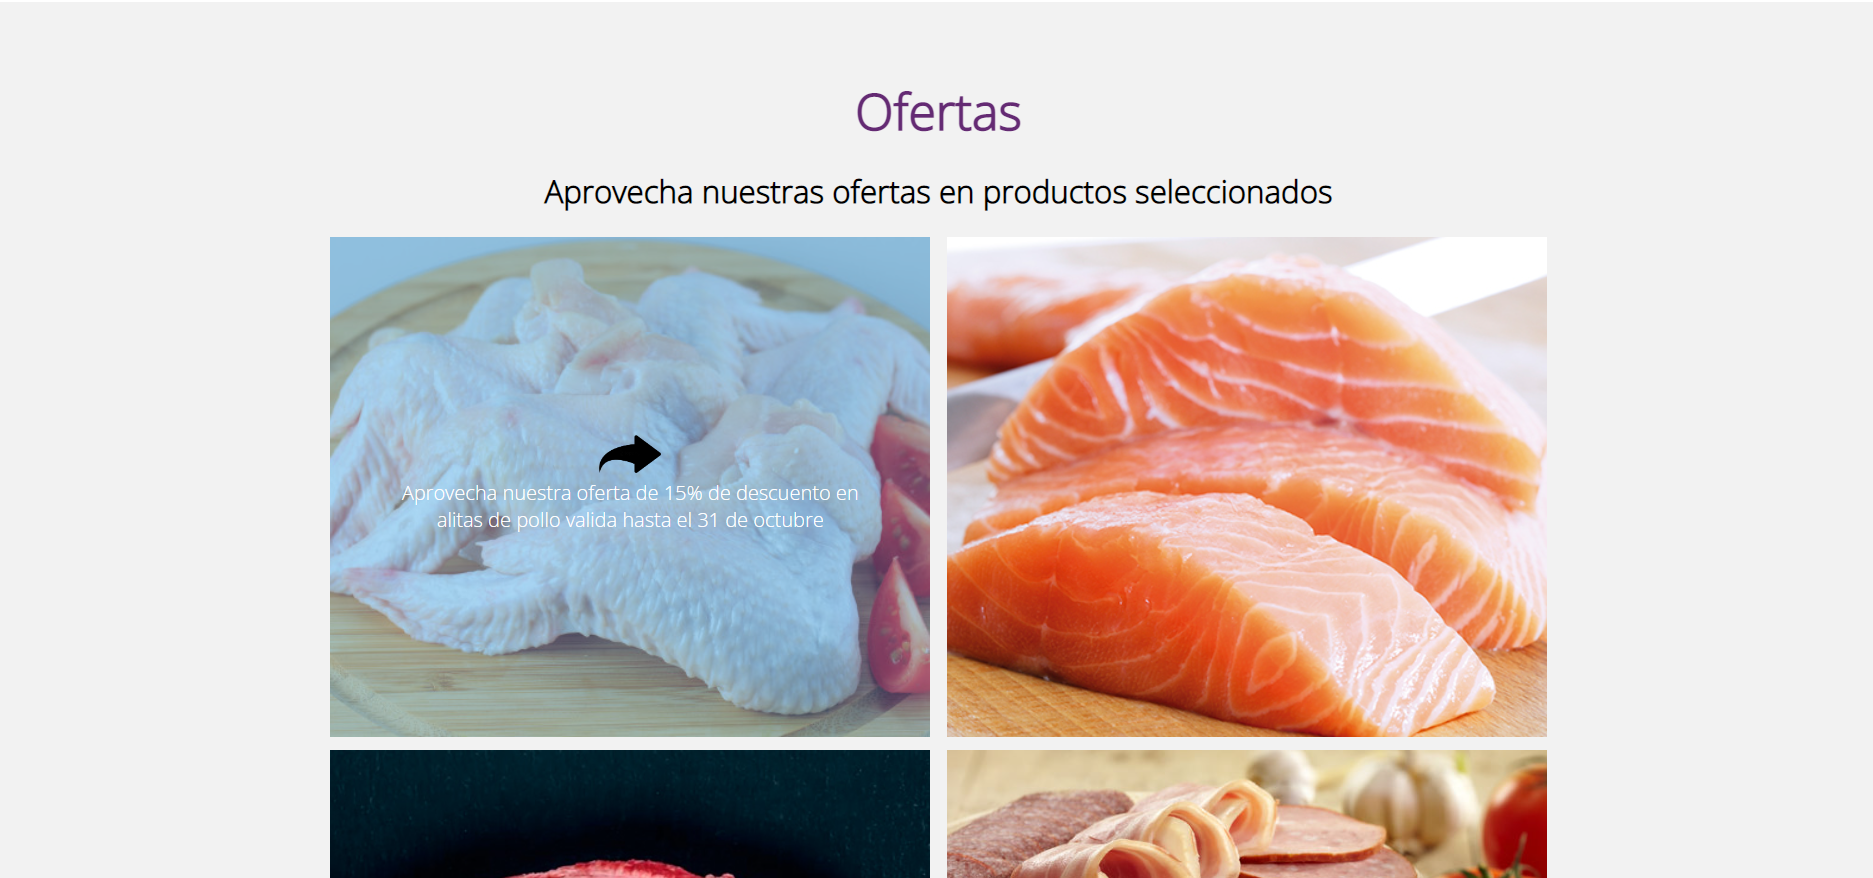 Ofertas
Aprovecha nuestras ofertas en productos seleccionados
Aprovecha nuestra oferta de 15% de descuento en
alitas de pollo valida hasta el 31 de octubre